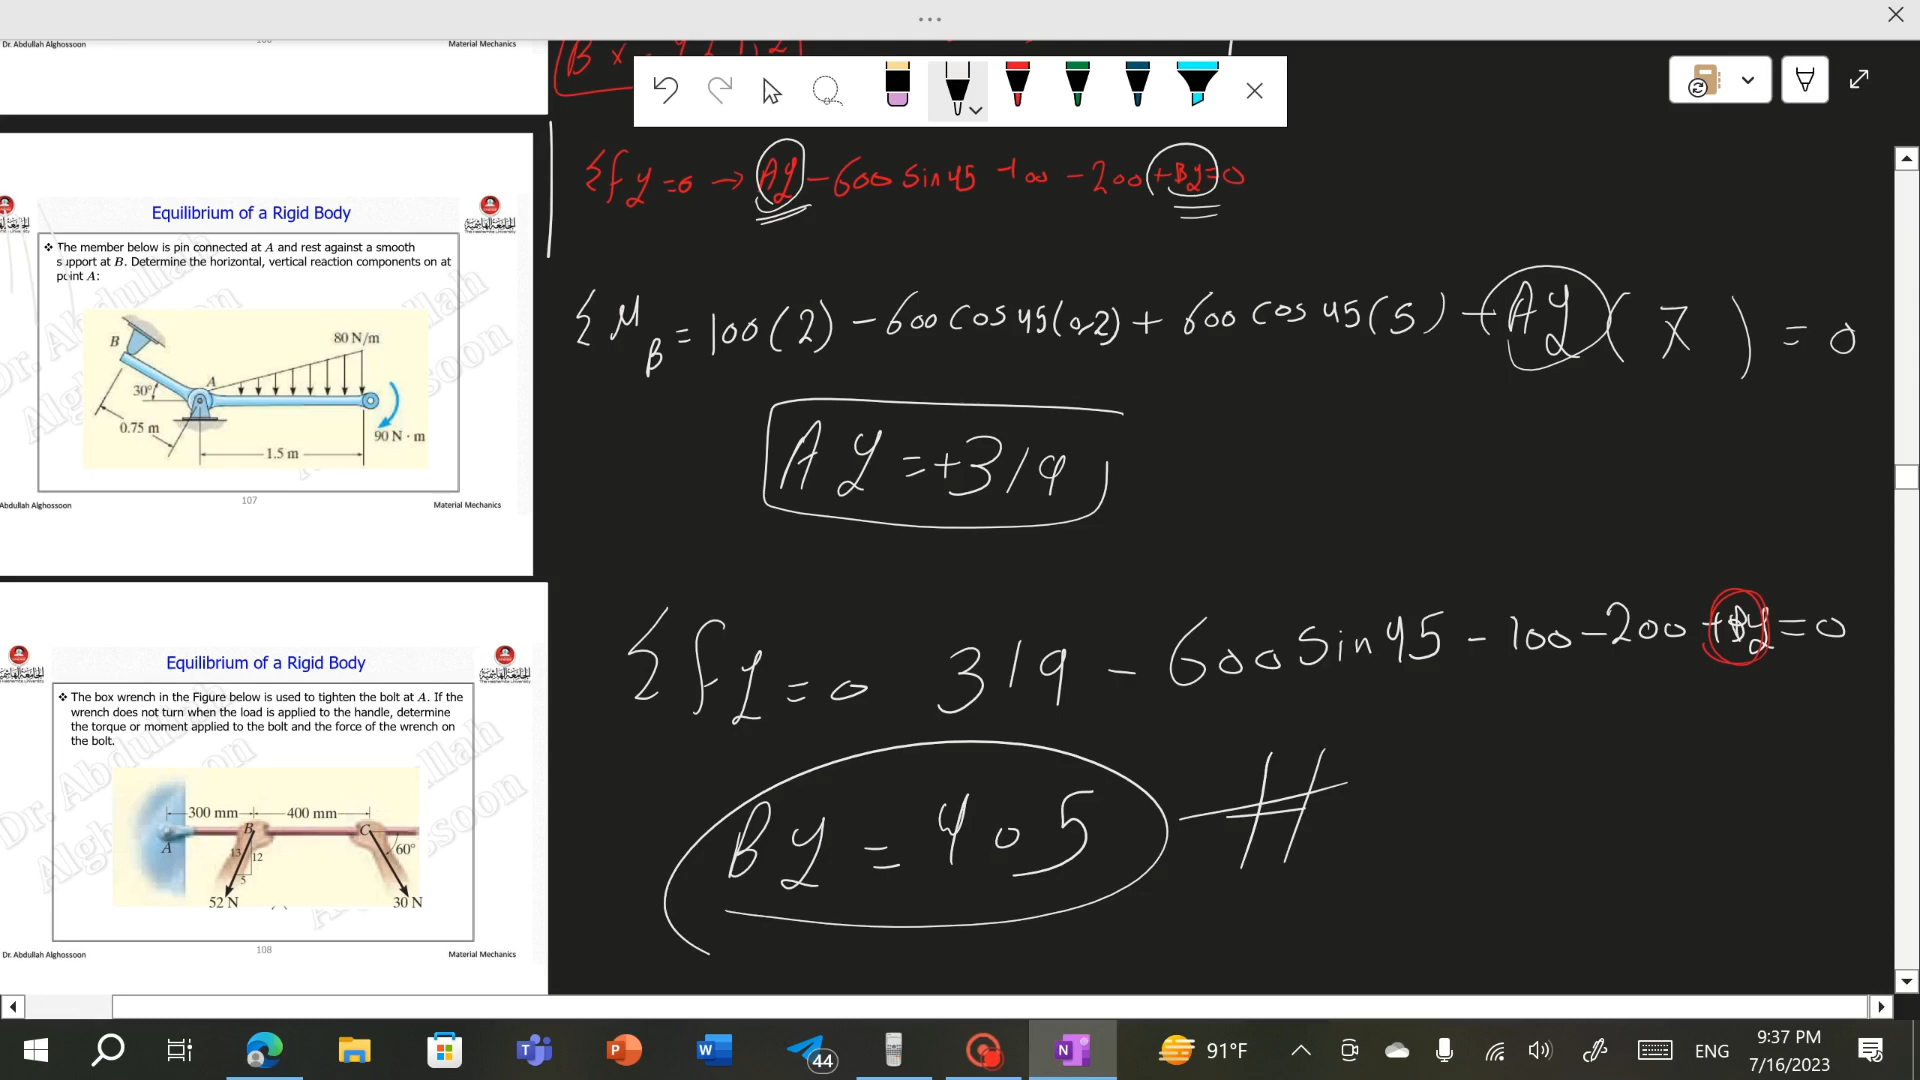 Dr. Abdullah Alghossoon
Material Mechanics
Equilibrium of a Rigid Body
❖ The member below is pin connected at A and rest against a smooth
support at B. Determine the horizontal, vertical reaction components on at
point A:
80 N/m
B
A
30°
0.75 m
90 N · m
1.5 m
107
Abdullah Alghossoon
Material Mechanics
Equilibrium of a Rigid Body
❖ The box wrench in the Figure below is used to tighten the bolt at A. If the
wrench does not turn when the load is applied to the handle, determine
the torque or moment applied to the bolt and the force of the wrench on
the bolt.
300 mm
400 mm
B
C
A
13
12
5
60°
52 N
30 N
108
Dr. Abdullah Alghossoon
Material Mechanics
Σfy=0 → Ay - 600 sin 45 - 100 - 200 + By = 0
ΣM B = 100(2) - 600 cos 45(0.2) + 600 cos 45(5) - Ay(7) = 0
Ay = +319
Σfy = 0 319 - 600 sin 45 - 100 - 200 + By = 0
By = 405 #
44
91°F
ENG
9:37 PM
7/16/2023